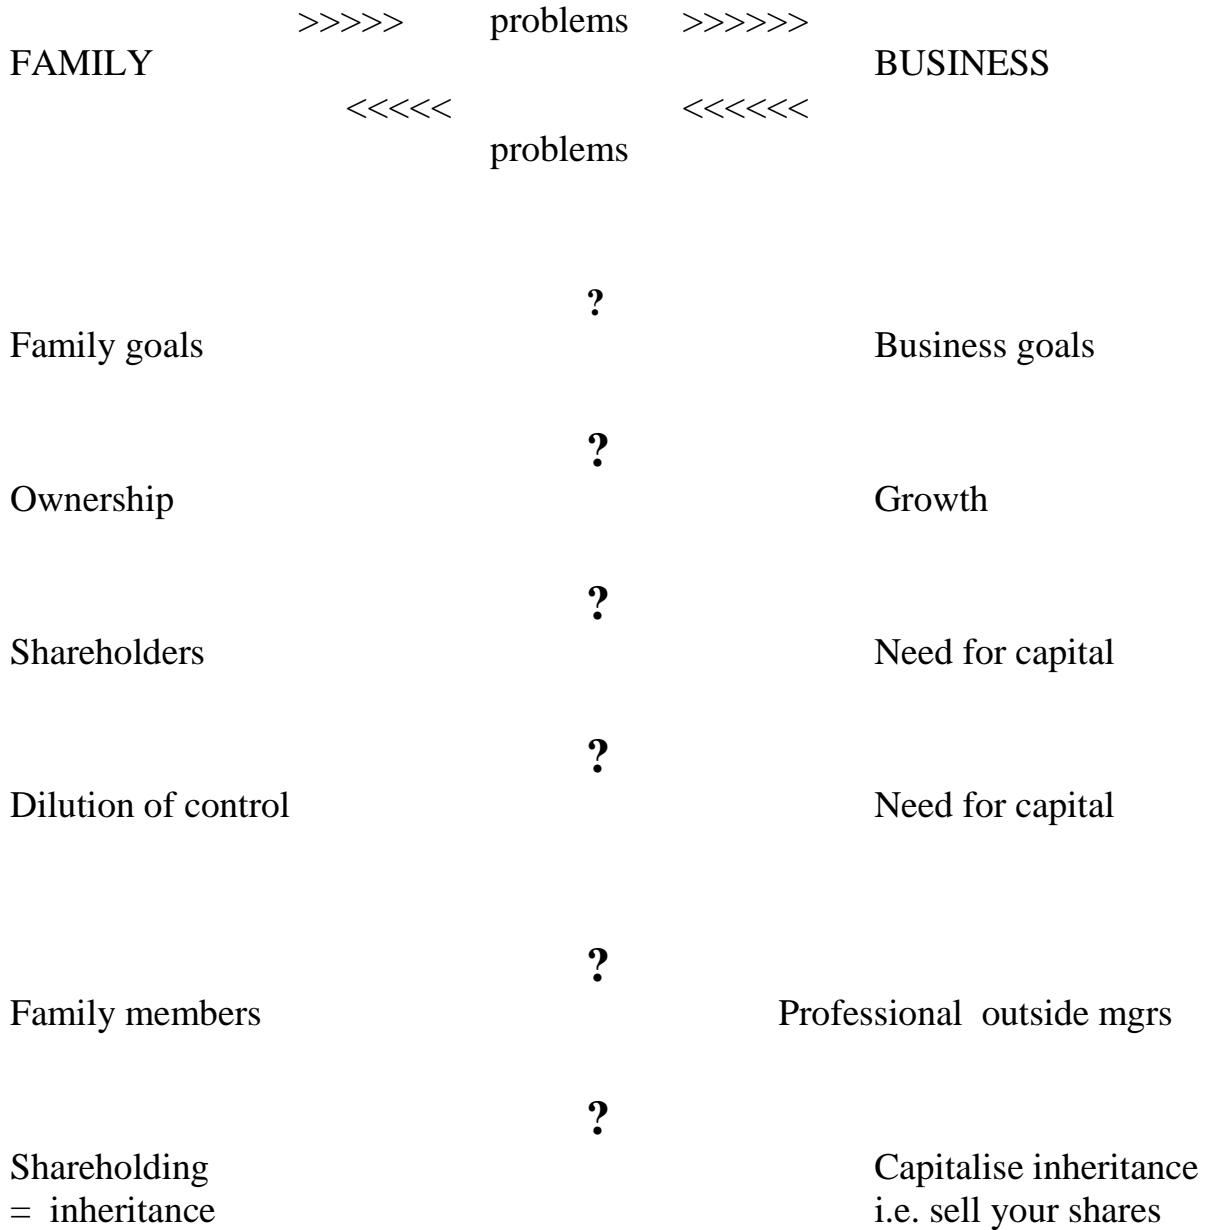 >>>>> problems >>>>>>
FAMILY BUSINESS
<<<<< <<<<<<
problems
?
Family goals Business goals
?
Ownership Growth
?
Shareholders Need for capital
?
Dilution of control Need for capital
?
Family members Professional outside mgrs
?
Shareholding Capitalise inheritance
= inheritance i.e. sell your shares